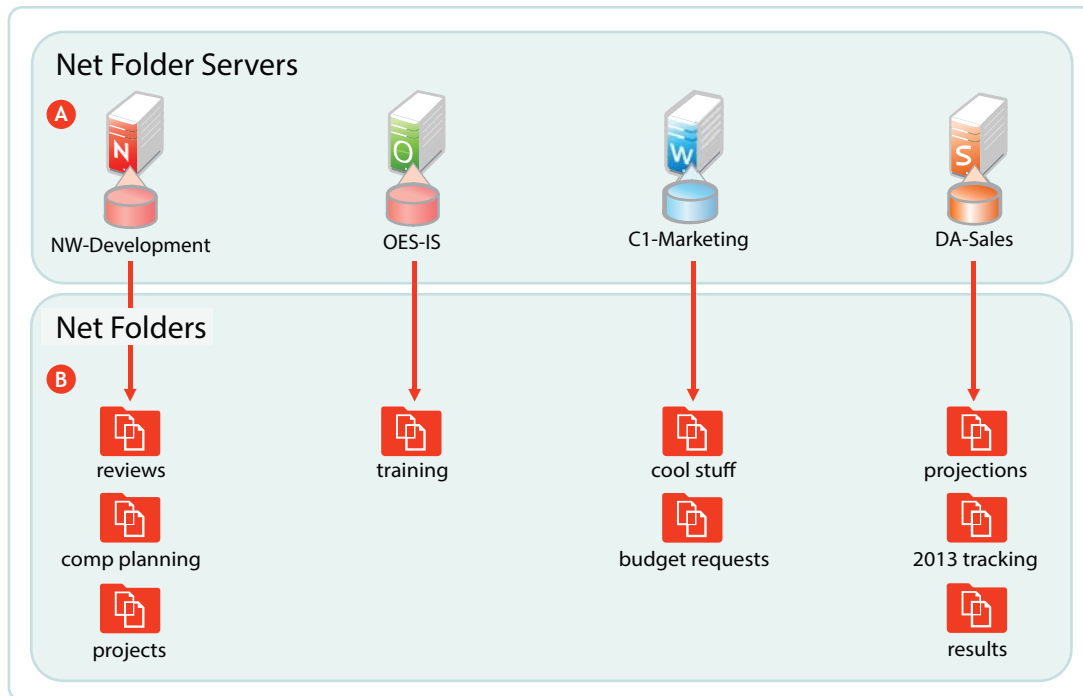 Net Folder Servers
A
N
O
W
S
NW-Development
OES-IS
C1-Marketing
DA-Sales
Net Folders
B
reviews
training
cool stuff
projections
comp planning
budget requests
2013 tracking
projects
results